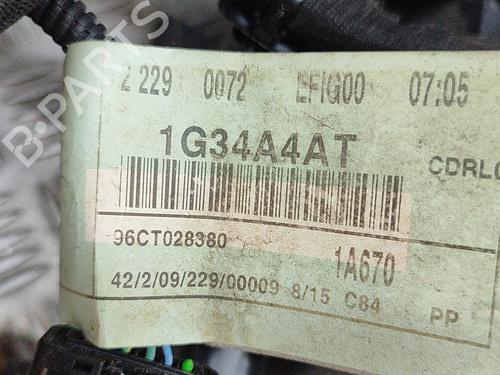 B-PARTS
2 229 0072 EFIG00 07:05
1G34A4AT
96CT028380
1A670
42/2/09/229/00009 8/15 C84 PP